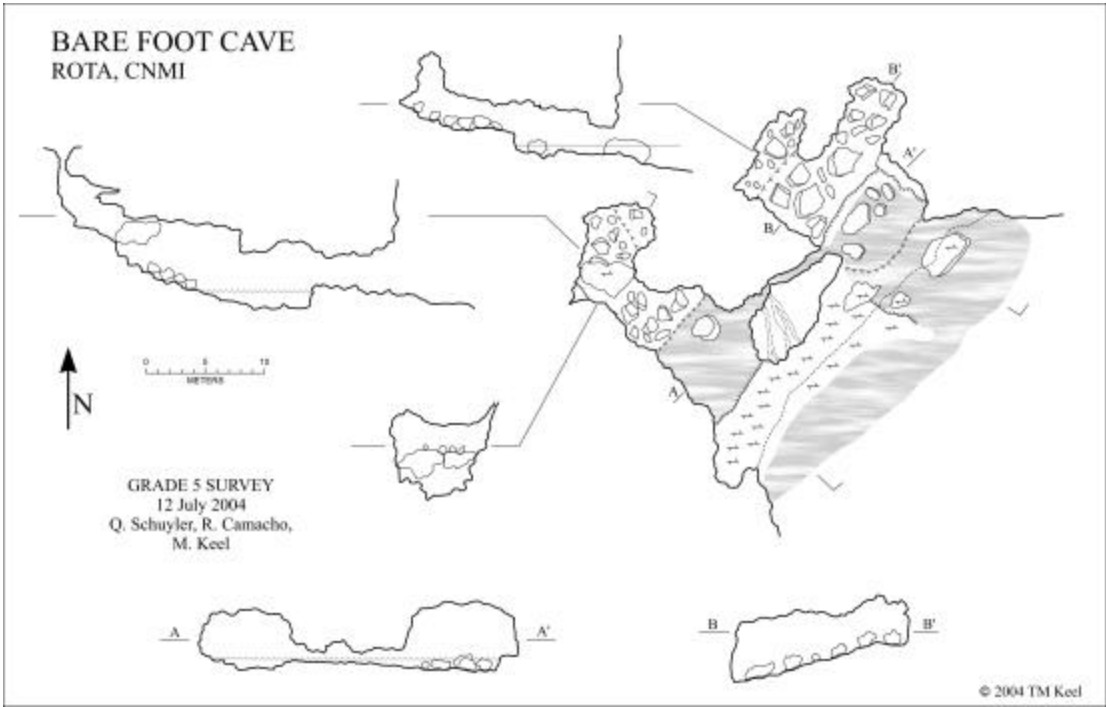 BARE FOOT CAVE
ROTA, CNMI
B'
A'
B
A
0 5 10
METERS
N
GRADE 5 SURVEY
12 July 2004
Q. Schuyler, R. Camacho,
M. Keel
A A'
B B'
© 2004 TM Keel